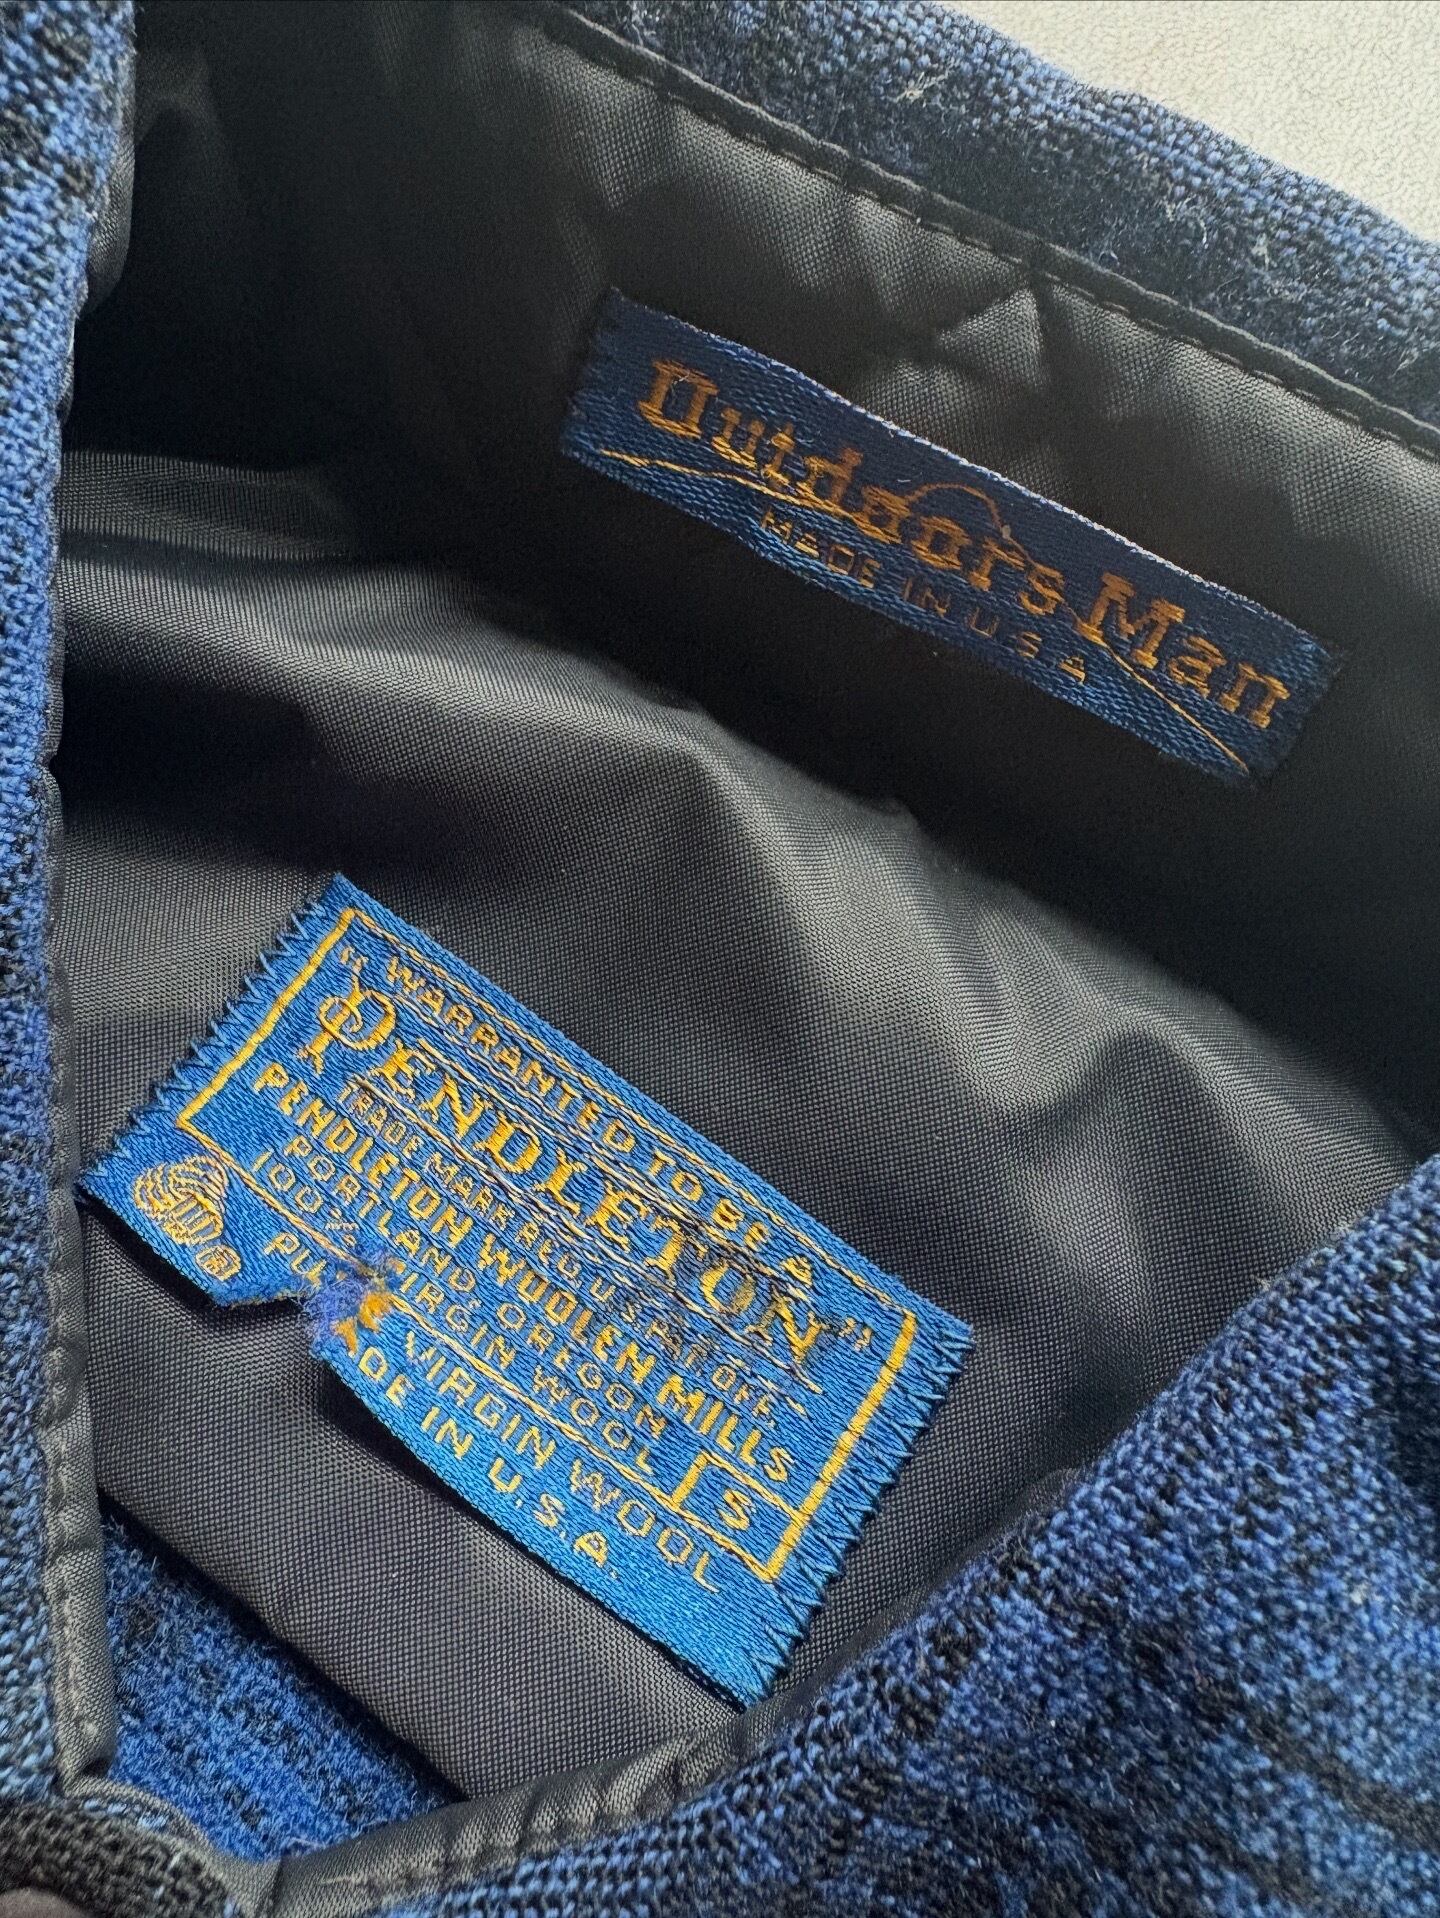 Outdoors Man
MADE IN U.S.A
"WARRANTED TO BE A
PENDLETON"
TRADE MARK REG. U.S. PAT. OFF.
PENDLETON WOOLEN MILLS
PORTLAND, OREGON
100% VIRGIN WOOL
S
VIRGIN WOOL
IN U.S.A.